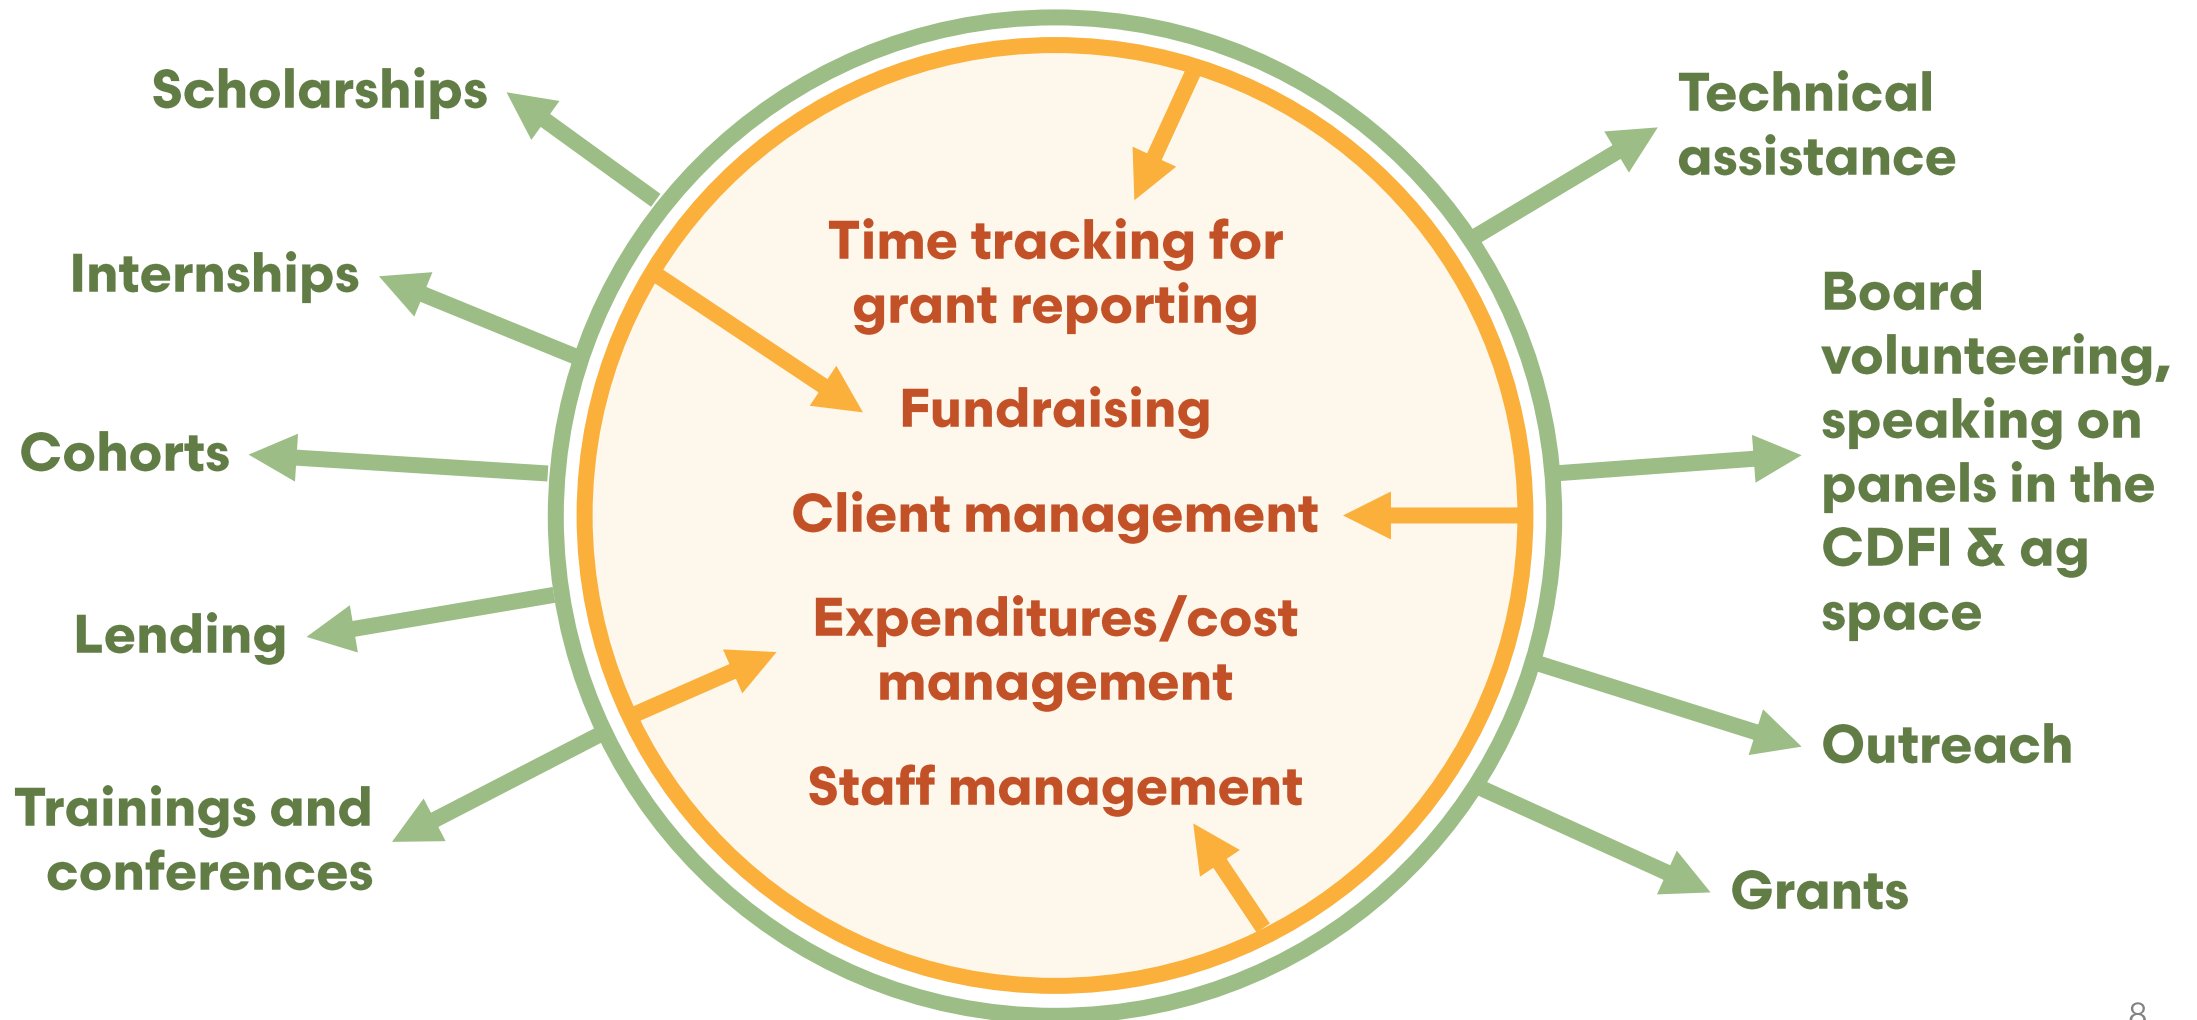 Scholarships
Internships
Cohorts
Lending
Trainings and
conferences
Time tracking for
grant reporting
Fundraising
Client management
Expenditures/cost
management
Staff management
Technical
assistance
Board
volunteering,
speaking on
panels in the
CDFI & ag
space
Outreach
Grants
8